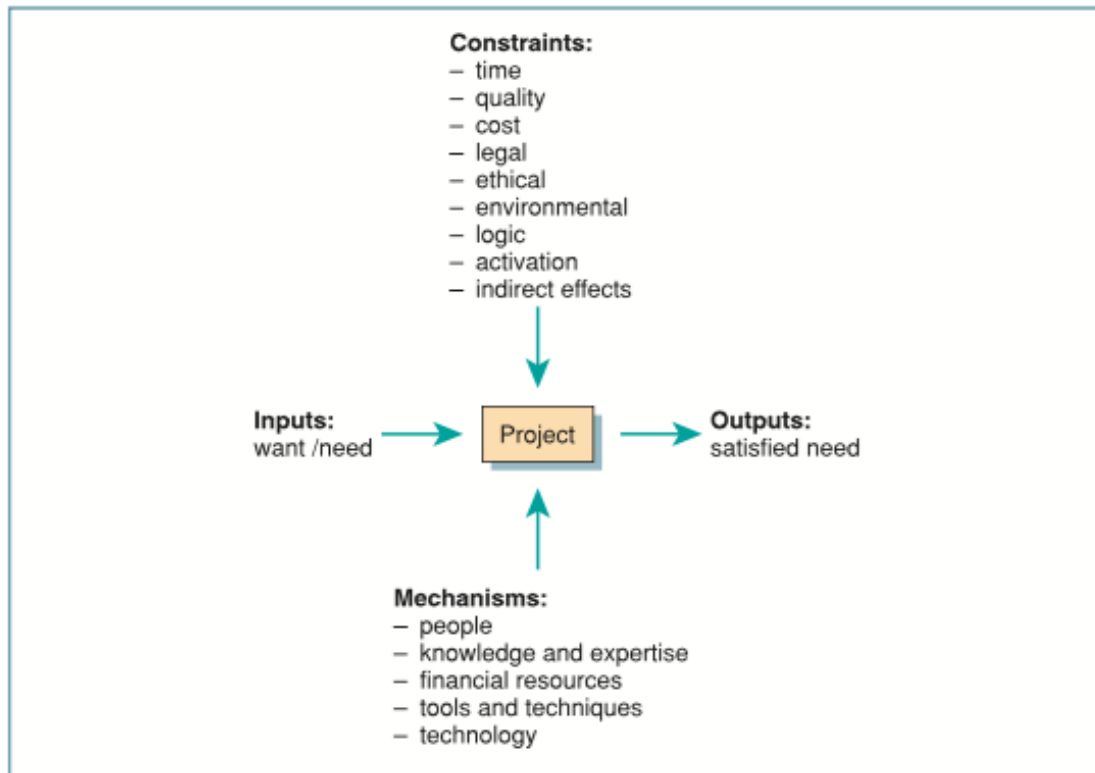 Constraints:
– time
– quality
– cost
– legal
– ethical
– environmental
– logic
– activation
– indirect effects
Inputs:
want /need
Project
Outputs:
satisfied need
Mechanisms:
– people
– knowledge and expertise
– financial resources
– tools and techniques
– technology